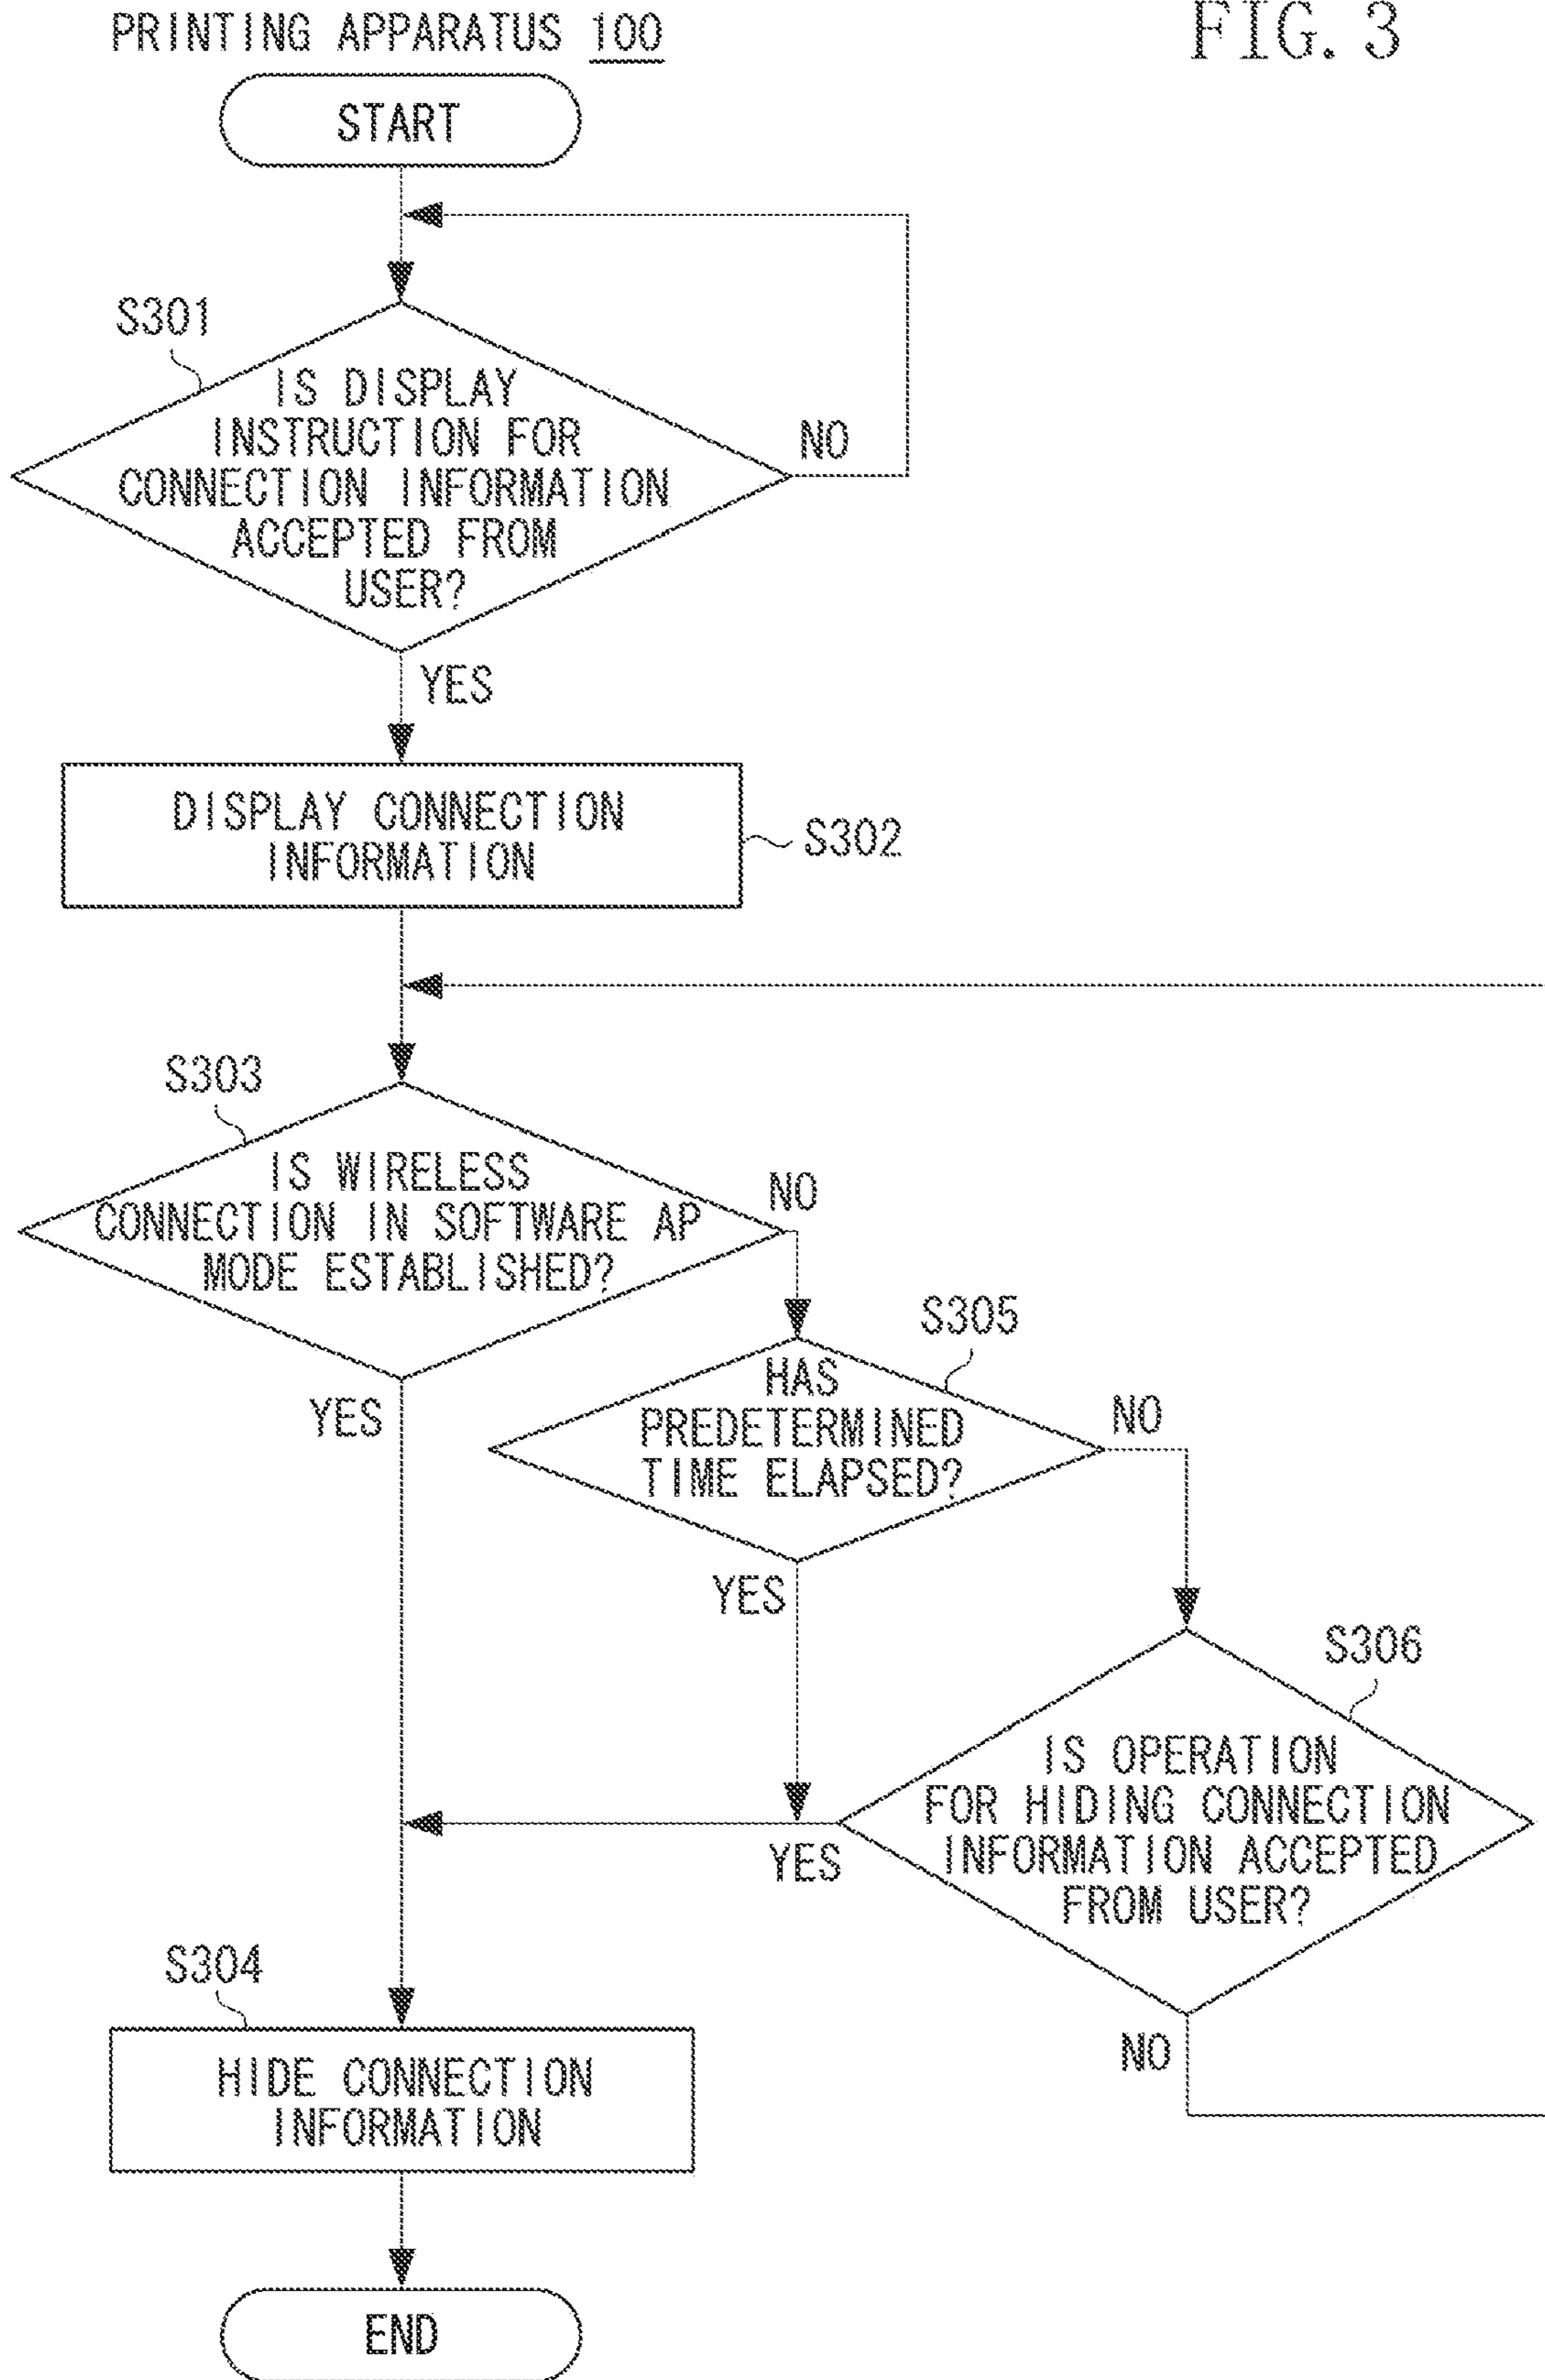 PRINTING APPARATUS 100
FIG. 3
START
S301
IS DISPLAY
INSTRUCTION FOR
CONNECTION INFORMATION
ACCEPTED FROM
USER?
NO
YES
DISPLAY CONNECTION
INFORMATION
S302
S303
IS WIRELESS
CONNECTION IN SOFTWARE AP
MODE ESTABLISHED?
NO
YES
S305
HAS
PREDETERMINED
TIME ELAPSED?
NO
YES
S306
IS OPERATION
FOR HIDING CONNECTION
INFORMATION ACCEPTED
FROM USER?
YES
NO
S304
HIDE CONNECTION
INFORMATION
END